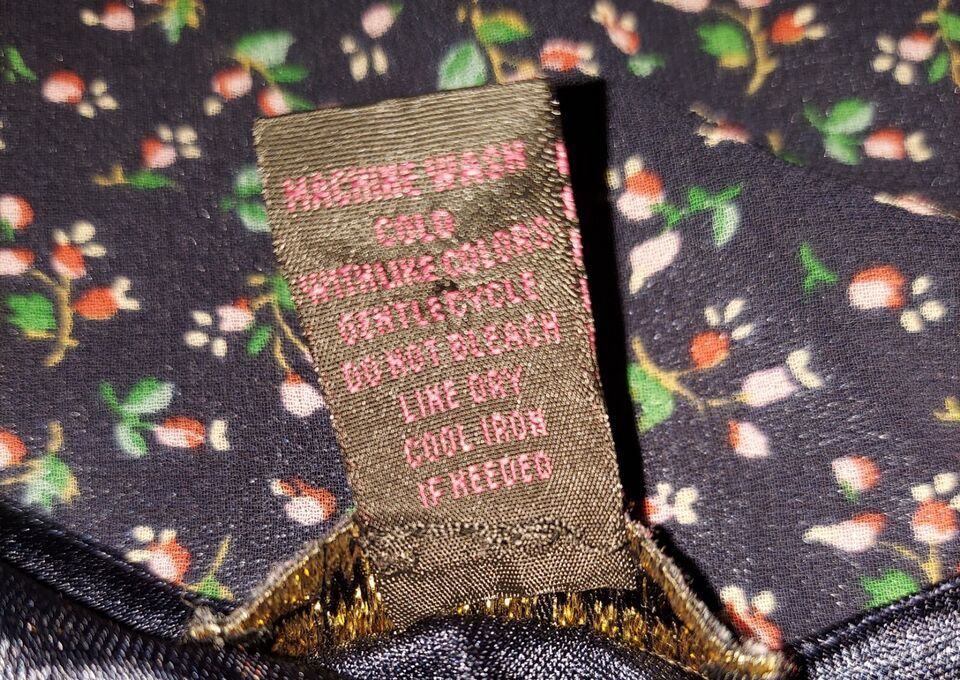 MACHINE WASH
COLD
WITH LIKE COLORS
GENTLE CYCLE
DO NOT BLEACH
LINE DRY
COOL IRON
IF NEEDED